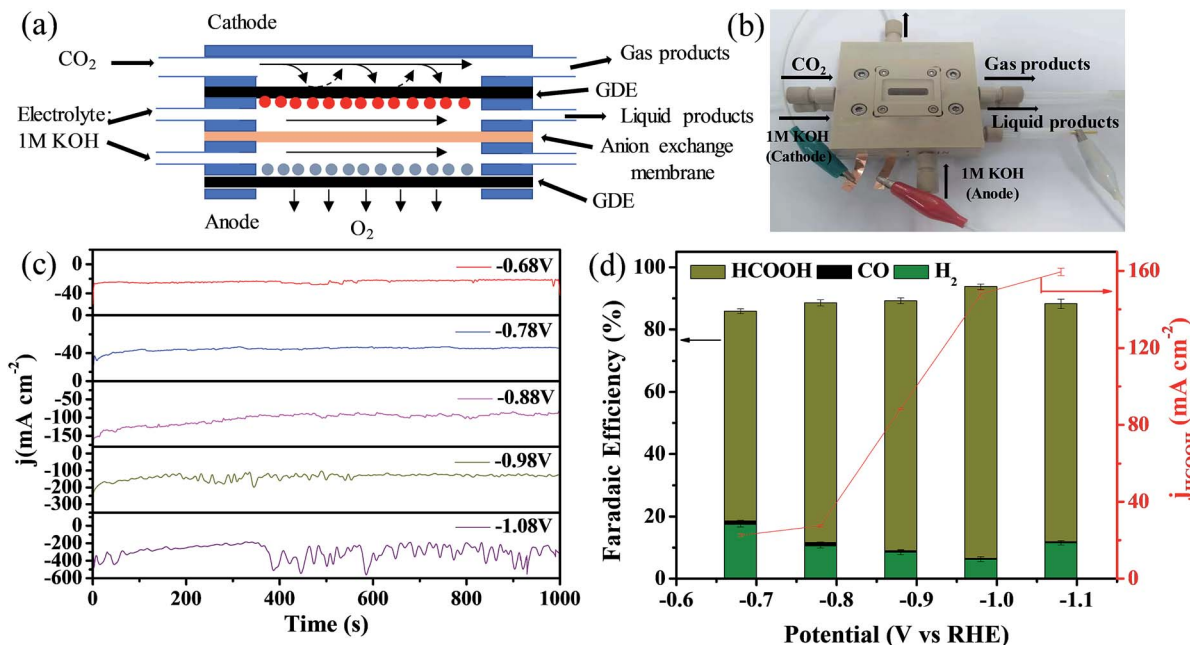 (a)
Cathode
CO2
Gas products
GDE
Electrolyte:
1M KOH
Liquid products
Anion exchange
membrane
GDE
Anode
O2
(b)
CO2
Gas products
Liquid products
1M KOH
(Cathode)
1M KOH
(Anode)
(c)
j(mA cm-2)
0
-40
-0.68V
0
-40
0
-0.78V
-50
-100
-150
-0.88V
0
-100
-200
-300
-0.98V
0
-200
-400
-600
-1.08V
0 200 400 600 800 1000
Time (s)
(d)
HCOOH CO H2
Faradaic Efficiency (%)
100
80
60
40
20
0
160
120
80
40
20
0
jHCOOH (mA cm-2)
-0.6 -0.7 -0.8 -0.9 -1.0 -1.1
Potential (V vs RHE)